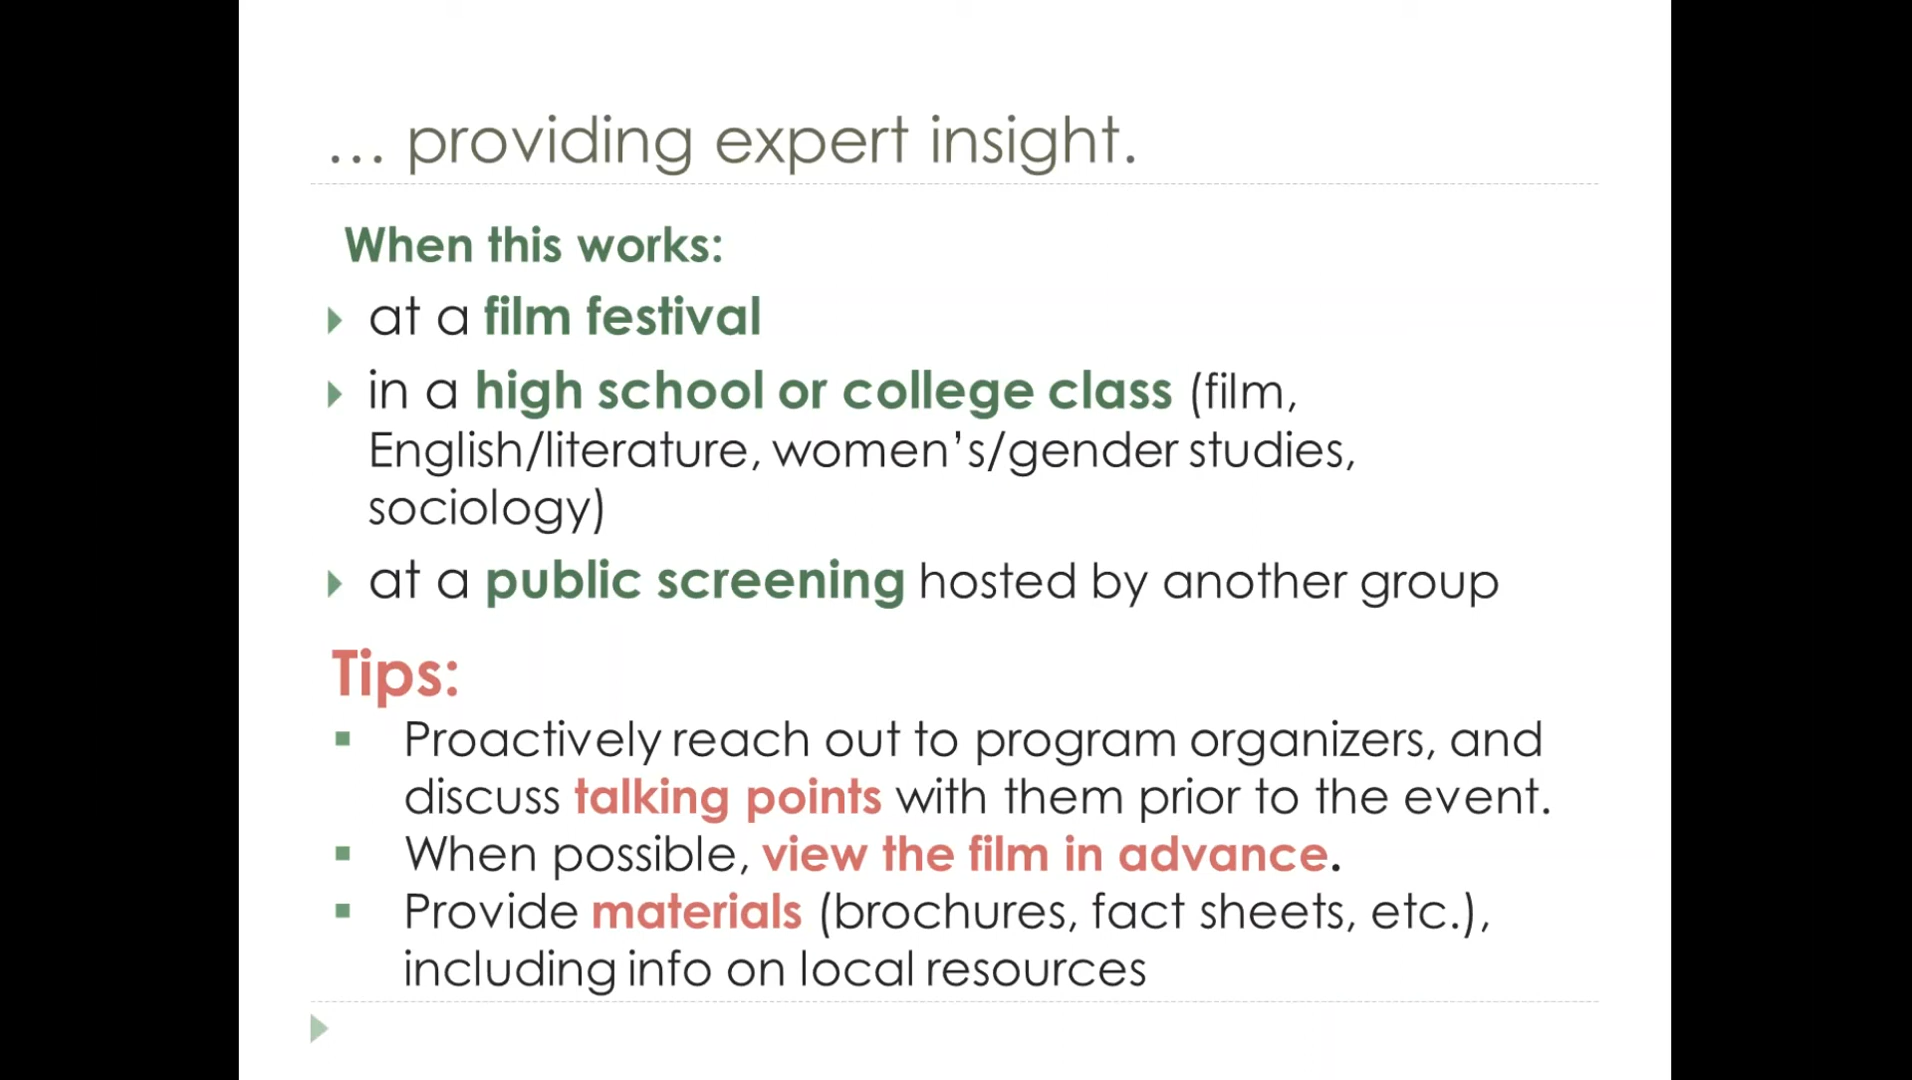 ... providing expert insight.
When this works:
at a film festival
in a high school or college class (film,
English/literature, women's/gender studies,
sociology)
at a public screening hosted by another group
Tips:
Proactively reach out to program organizers, and
discuss talking points with them prior to the event.
When possible, view the film in advance.
Provide materials (brochures, fact sheets, etc.),
including info on local resources